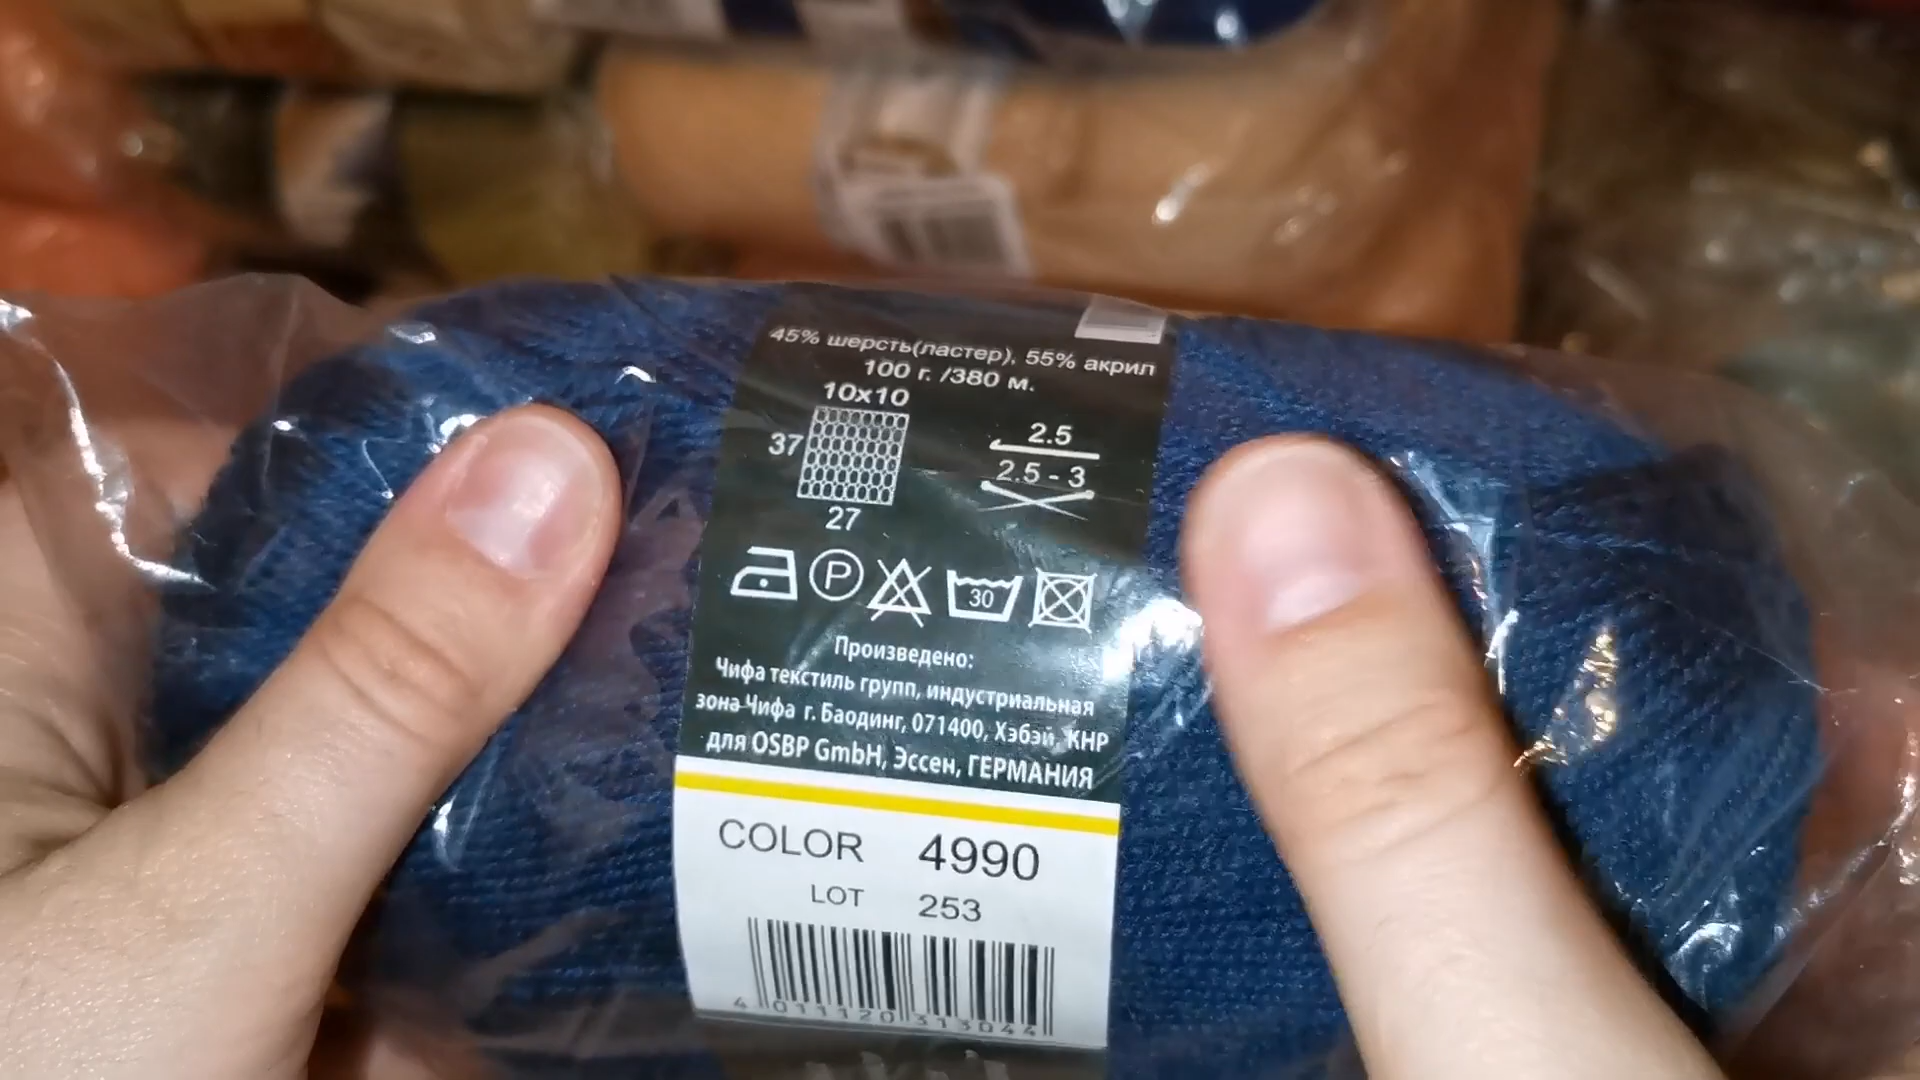 45% шерсть(ластер), 55% акрил
100 г. /380 м.
10x10
37
27
2.5
2.5 - 3
P
30
Произведено:
Чифа текстиль групп, индустриальная
зона Чифа г. Баодинг, 071400, Хэбэй, КНР
для OSBP GmbH, Эссен, ГЕРМАНИЯ
COLOR 4990
LOT 253
4 011120 313044